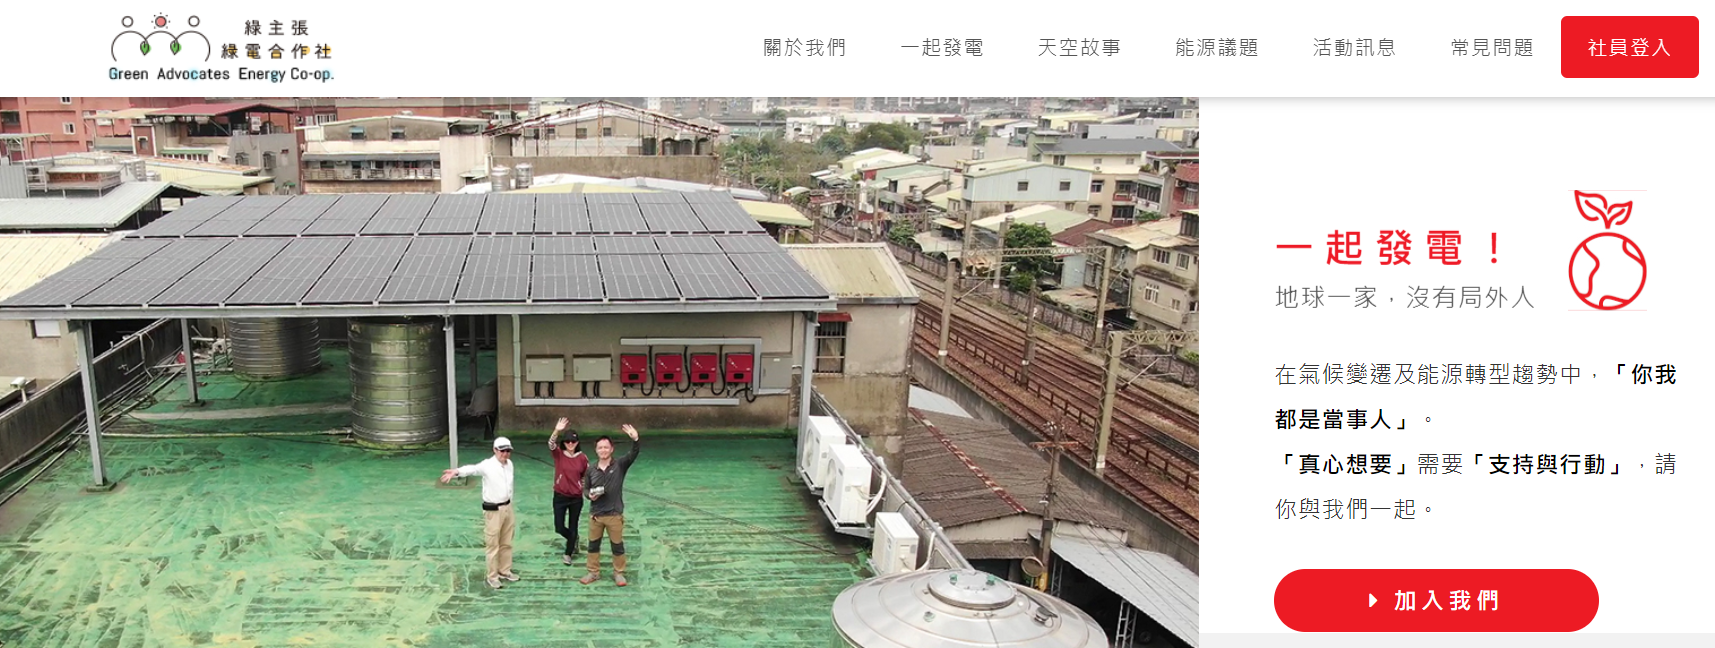 綠主張
綠電合作社
Green Advocates Energy Co-op.
關於我們
一起發電
天空故事
能源議題
活動訊息
常見問題
社員登入
一起發電！
地球一家，沒有局外人
在氣候變遷及能源轉型趨勢中，「你我
都是當事人」。
「真心想要」需要「支持與行動」，請
你與我們一起。
加入我們